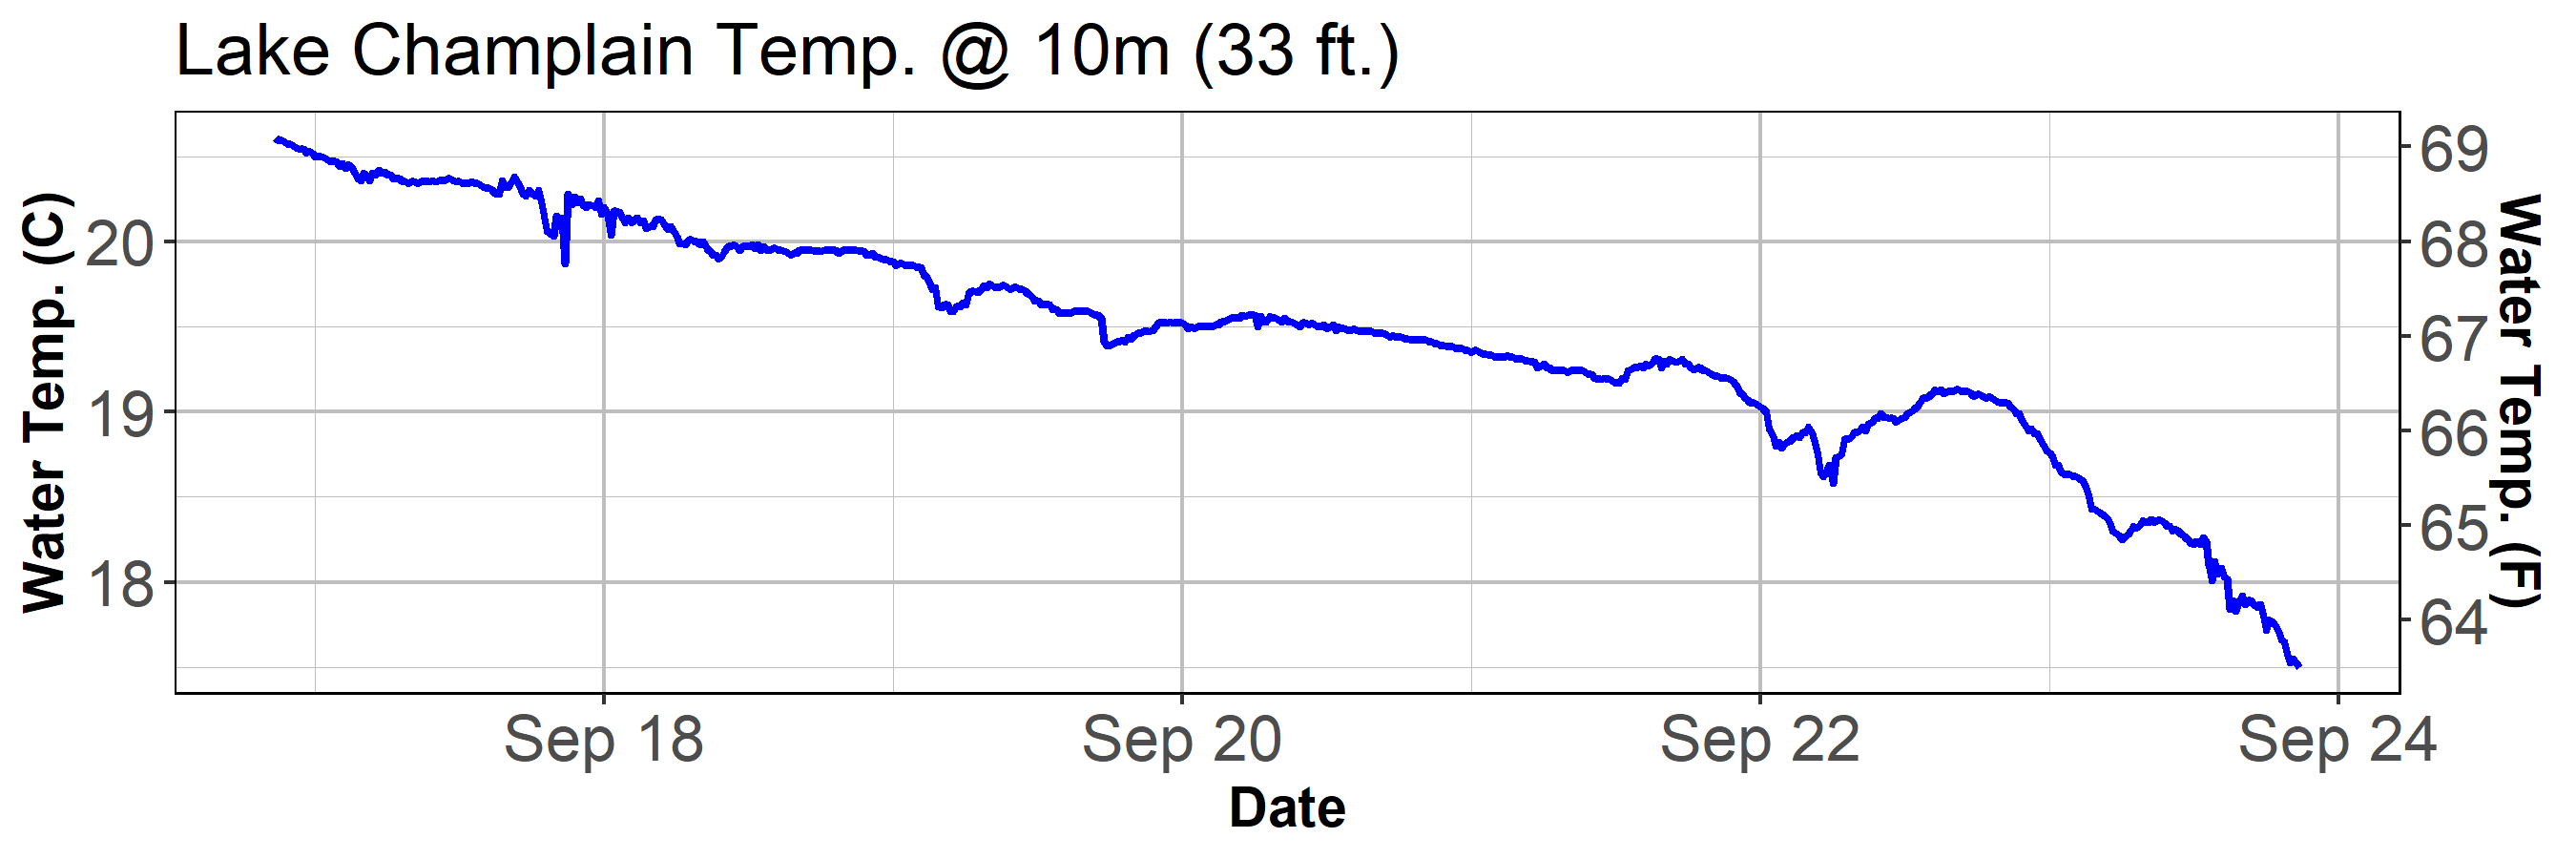 Lake Champlain Temp. @ 10m (33 ft.)
Water Temp. (C)
20
19
18
69
68
67
66
65
64
Water Temp. (F)
Sep 18
Sep 20
Sep 22
Sep 24
Date